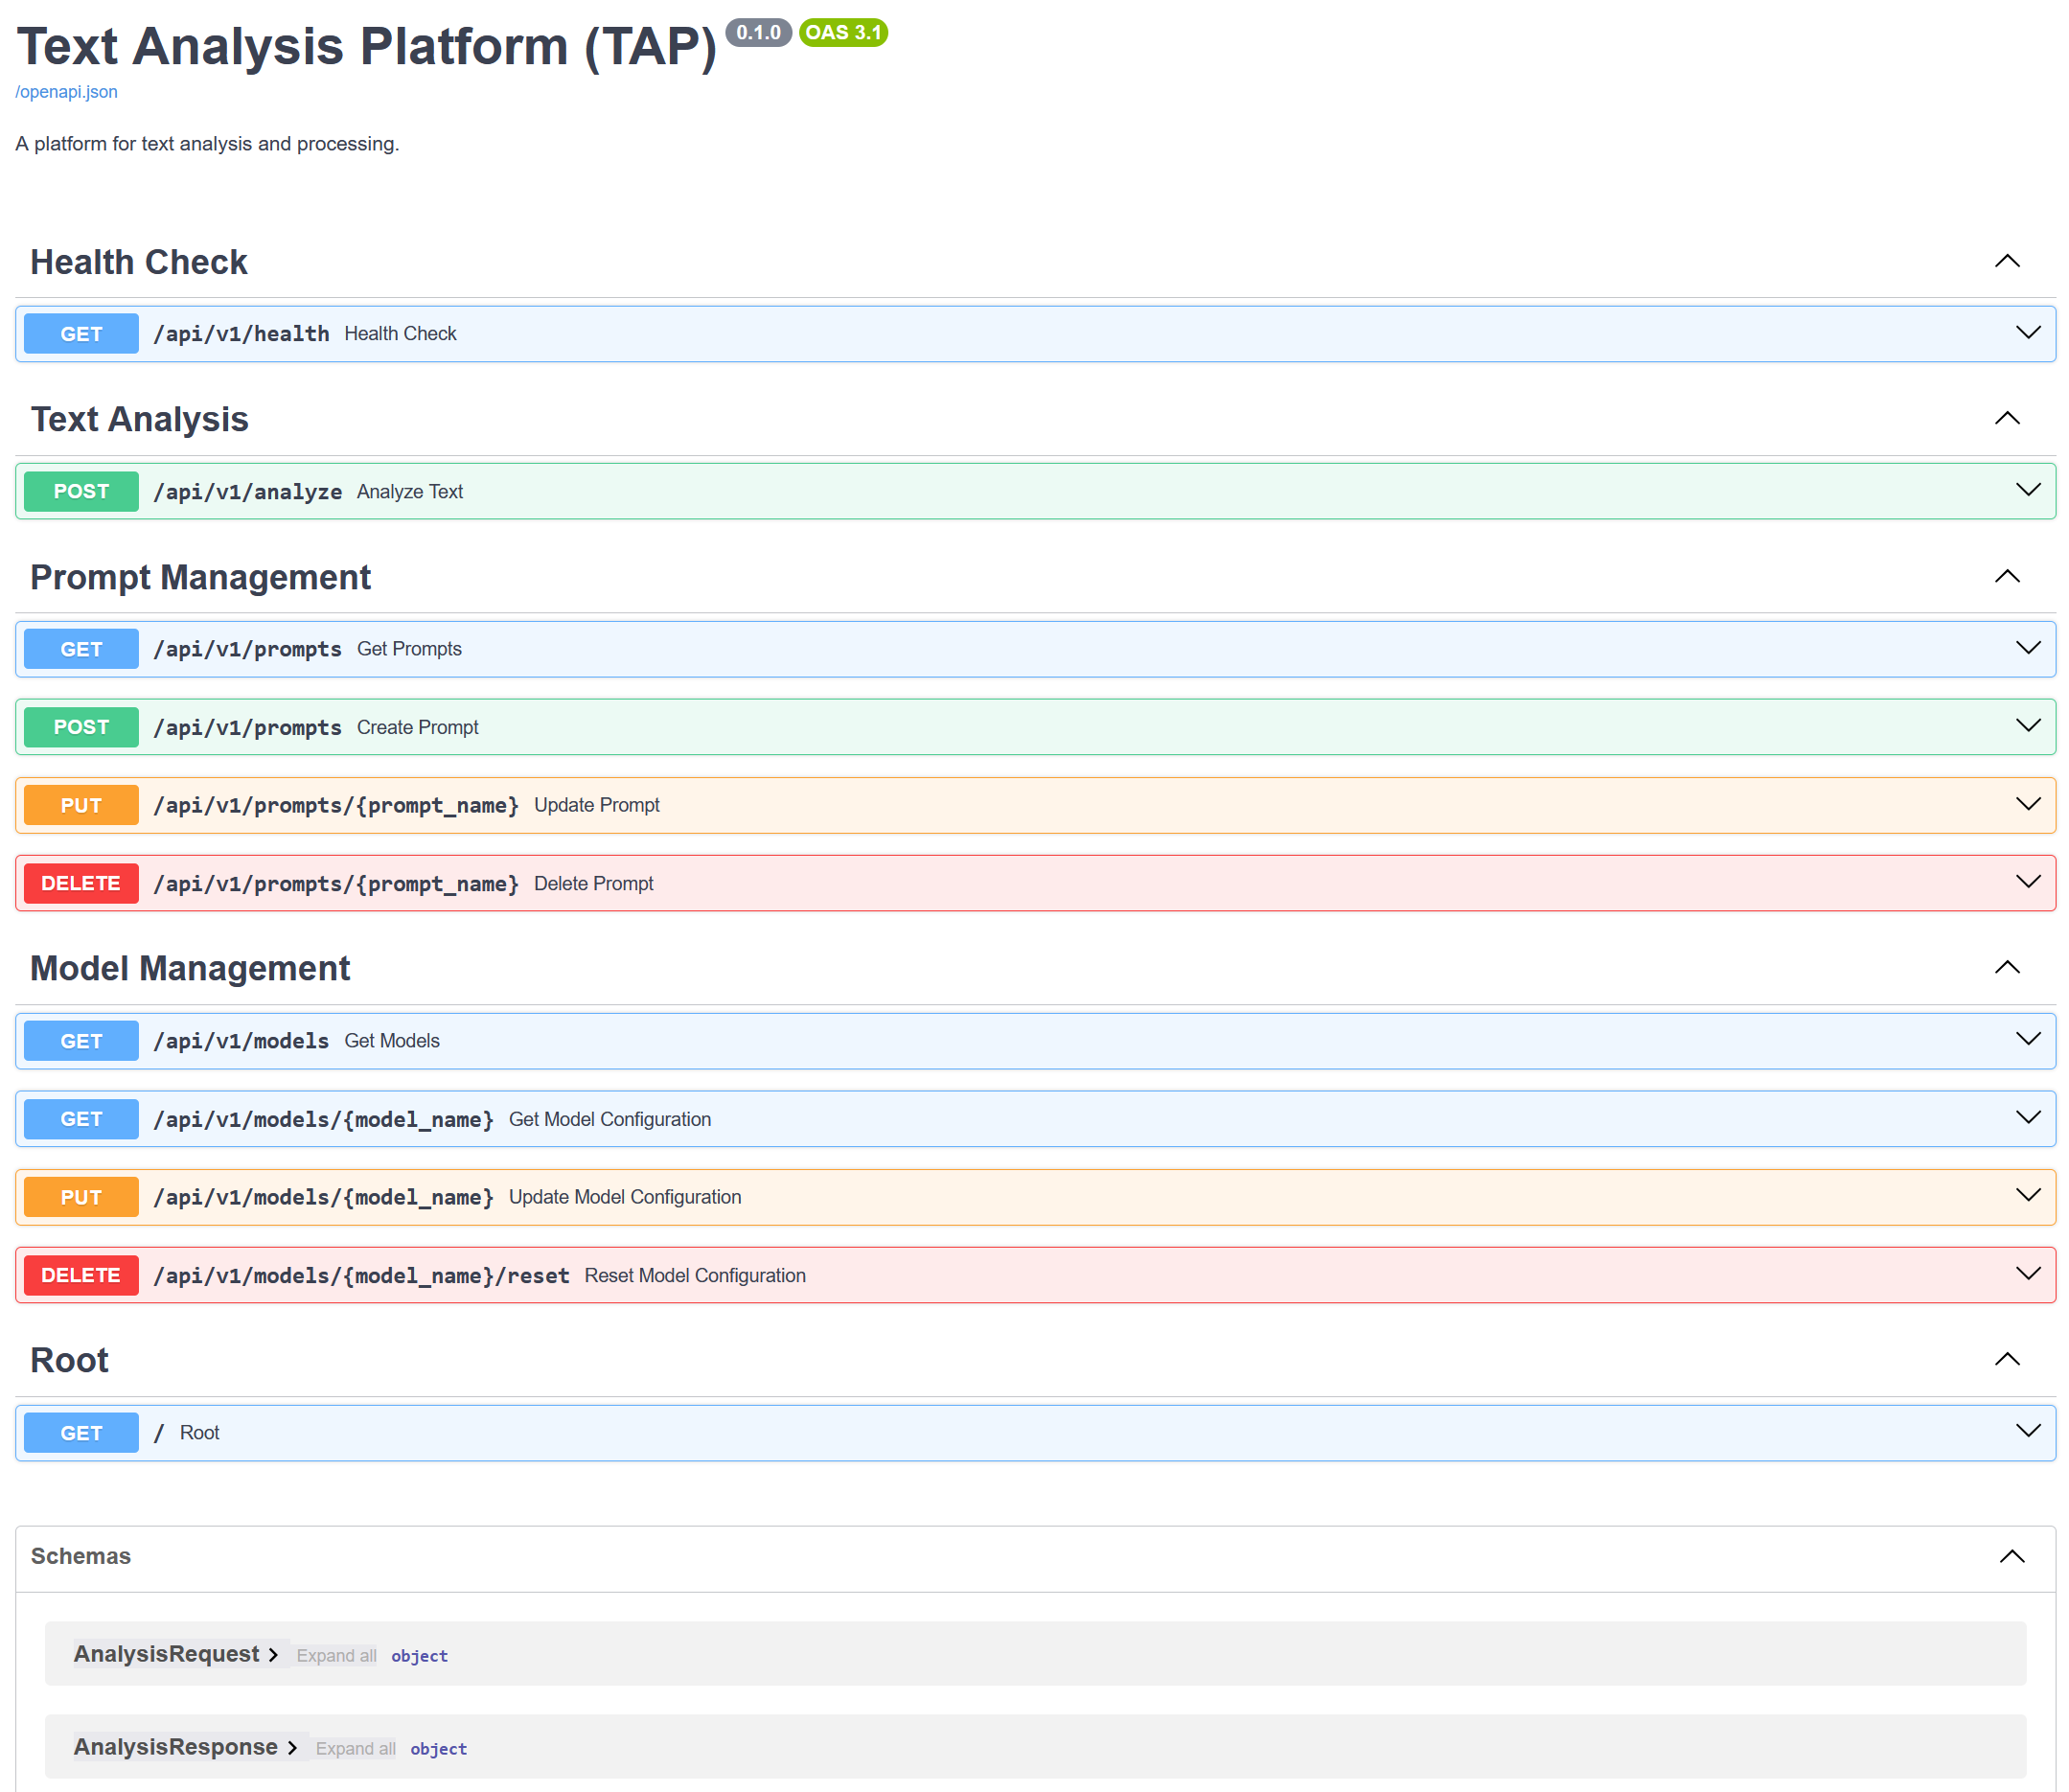 Text Analysis Platform (TAP) 0.1.0 OAS 3.1
/openapi.json
A platform for text analysis and processing.
Health Check
GET /api/v1/health Health Check
Text Analysis
POST /api/v1/analyze Analyze Text
Prompt Management
GET /api/v1/prompts Get Prompts
POST /api/v1/prompts Create Prompt
PUT /api/v1/prompts/{prompt_name} Update Prompt
DELETE /api/v1/prompts/{prompt_name} Delete Prompt
Model Management
GET /api/v1/models Get Models
GET /api/v1/models/{model_name} Get Model Configuration
PUT /api/v1/models/{model_name} Update Model Configuration
DELETE /api/v1/models/{model_name}/reset Reset Model Configuration
Root
GET / Root
Schemas
AnalysisRequest Expand all object
AnalysisResponse Expand all object